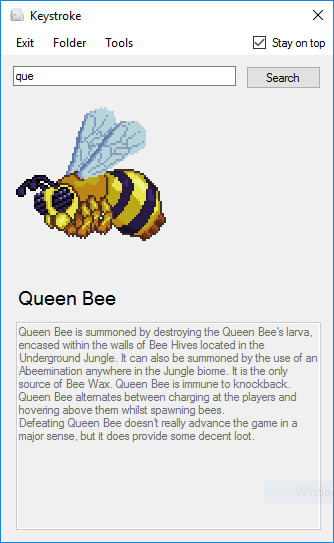 Keystroke
Exit Folder Tools Stay on top
que Search
Queen Bee
Queen Bee is summoned by destroying the Queen Bee's larva,
encased within the walls of Bee Hives located in the
Underground Jungle. It can also be summoned by the use of an
Abeemination anywhere in the Jungle biome. It is the only
source of Bee Wax. Queen Bee is immune to knockback.
Queen Bee alternates between charging at the players and
hovering above them whilst spawning bees.
Defeating Queen Bee doesn't really advance the game in a
major sense, but it does provide some decent loot.